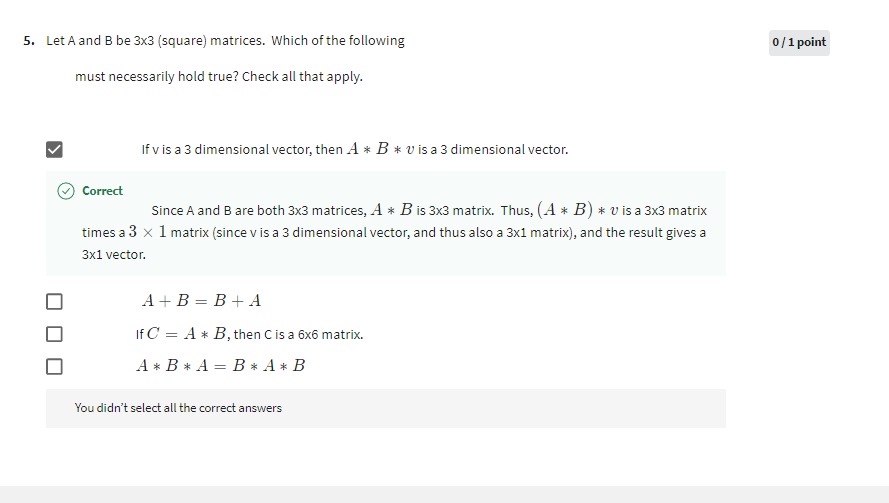 5. Let A and B be 3x3 (square) matrices. Which of the following
0 / 1 point
must necessarily hold true? Check all that apply.
If v is a 3 dimensional vector, then A ∗ B ∗ v is a 3 dimensional vector.
Correct
Since A and B are both 3x3 matrices, A ∗ B is 3x3 matrix. Thus, (A ∗ B) ∗ v is a 3x3 matrix
times a 3 × 1 matrix (since v is a 3 dimensional vector, and thus also a 3x1 matrix), and the result gives a
3x1 vector.
A + B = B + A
If C = A ∗ B, then C is a 6x6 matrix.
A ∗ B ∗ A = B ∗ A ∗ B
You didn't select all the correct answers